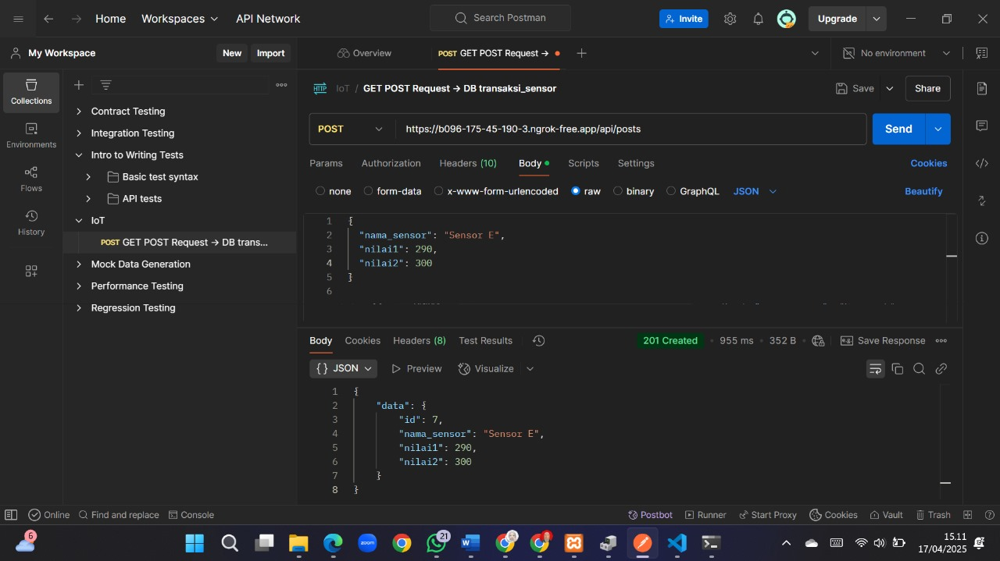 Home Workspaces API Network Search Postman Invite Upgrade
My Workspace New Import Overview POST GET POST Request → No environment
Collections
Environments
Flows
History
Contract Testing
Integration Testing
Intro to Writing Tests
Basic test syntax
API tests
IoT
POST GET POST Request → DB trans...
Mock Data Generation
Performance Testing
Regression Testing
HTTP IoT / GET POST Request → DB transaksi_sensor Save Share
POST https://b096-175-45-190-3.ngrok-free.app/api/posts Send
Params Authorization Headers (10) Body Scripts Settings Cookies
none form-data x-www-form-urlencoded raw binary GraphQL JSON Beautify
1 {
2 "nama_sensor": "Sensor E",
3 "nilai1": 290,
4 "nilai2": 300
5 }
6
Body Cookies Headers (8) Test Results 201 Created • 955 ms • 352 B • e.g. Save Response
{} JSON Preview Visualize
1 {
2 "data": {
3 "id": 7,
4 "nama_sensor": "Sensor E",
5 "nilai1": 290,
6 "nilai2": 300
7 }
8 }
Online Find and replace Console Postbot Runner Start Proxy Cookies Vault Trash
6 zoom 21 15.11
17/04/2025